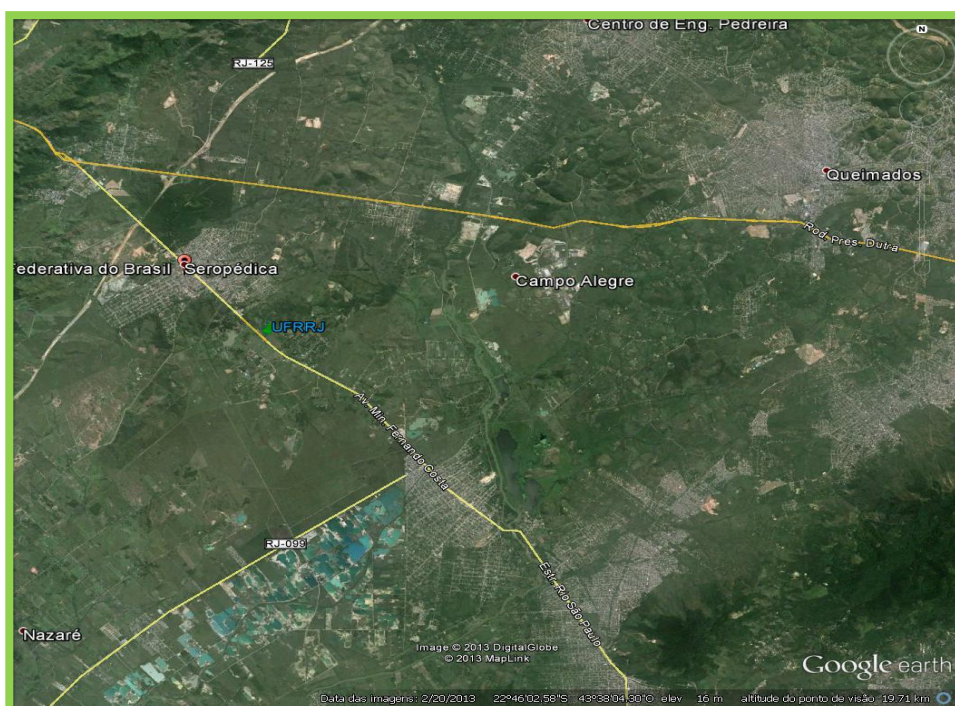 Centro de Eng. Pedreira
N
RJ-125
Queimados
Rod. Pres. Dutra
Federativa do Brasil Seropédica
Campo Alegre
UFRRJ
Av. Min. Fernando Costa
RJ-099
Estr. Rio São Paulo
Nazaré
Image © 2013 DigitalGlobe
© 2013 MapLink
Google earth
Data das imagens: 2/20/2013 22°46'02.58"S 43°38'04.30"O elev 16 m altitude do ponto de visão 19.71 km